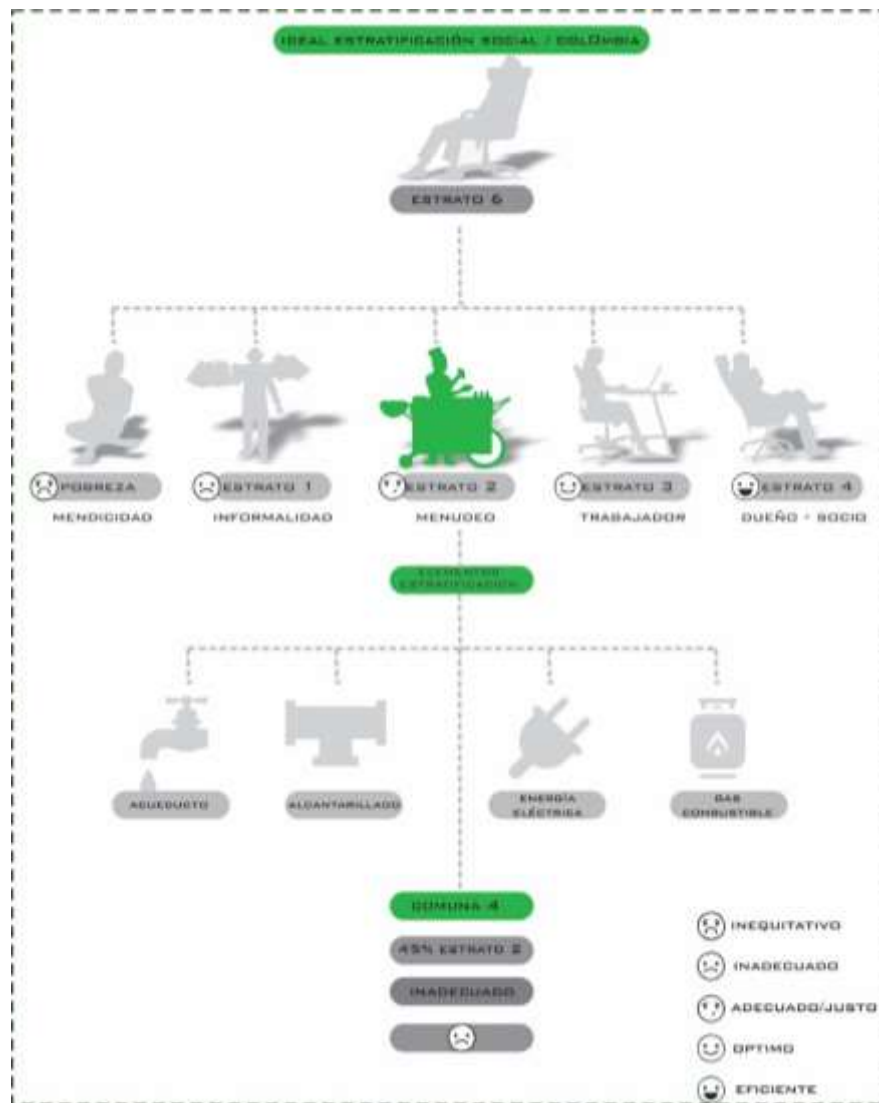 IDEAL ESTRATIFICACIÓN SOCIAL / COLOMBIA
ESTRATO 6
POBREZA
ESTRATO 1
ESTRATO 2
ESTRATO 3
ESTRATO 4
MENDICIDAD
INFORMALIDAD
MENUDEO
TRABAJADOR
DUEÑO - SOCIO
ELEMENTOS
ESTRATIFICACIÓN
ACUEDUCTO
ALCANTARILLADO
ENERGÍA
ELÉCTRICA
GAS
COMBUSTIBLE
COMUNA 4
45% ESTRATO 2
INADECUADO
INEQUITATIVO
INADECUADO
ADECUADO/JUSTO
OPTIMO
EFICIENTE